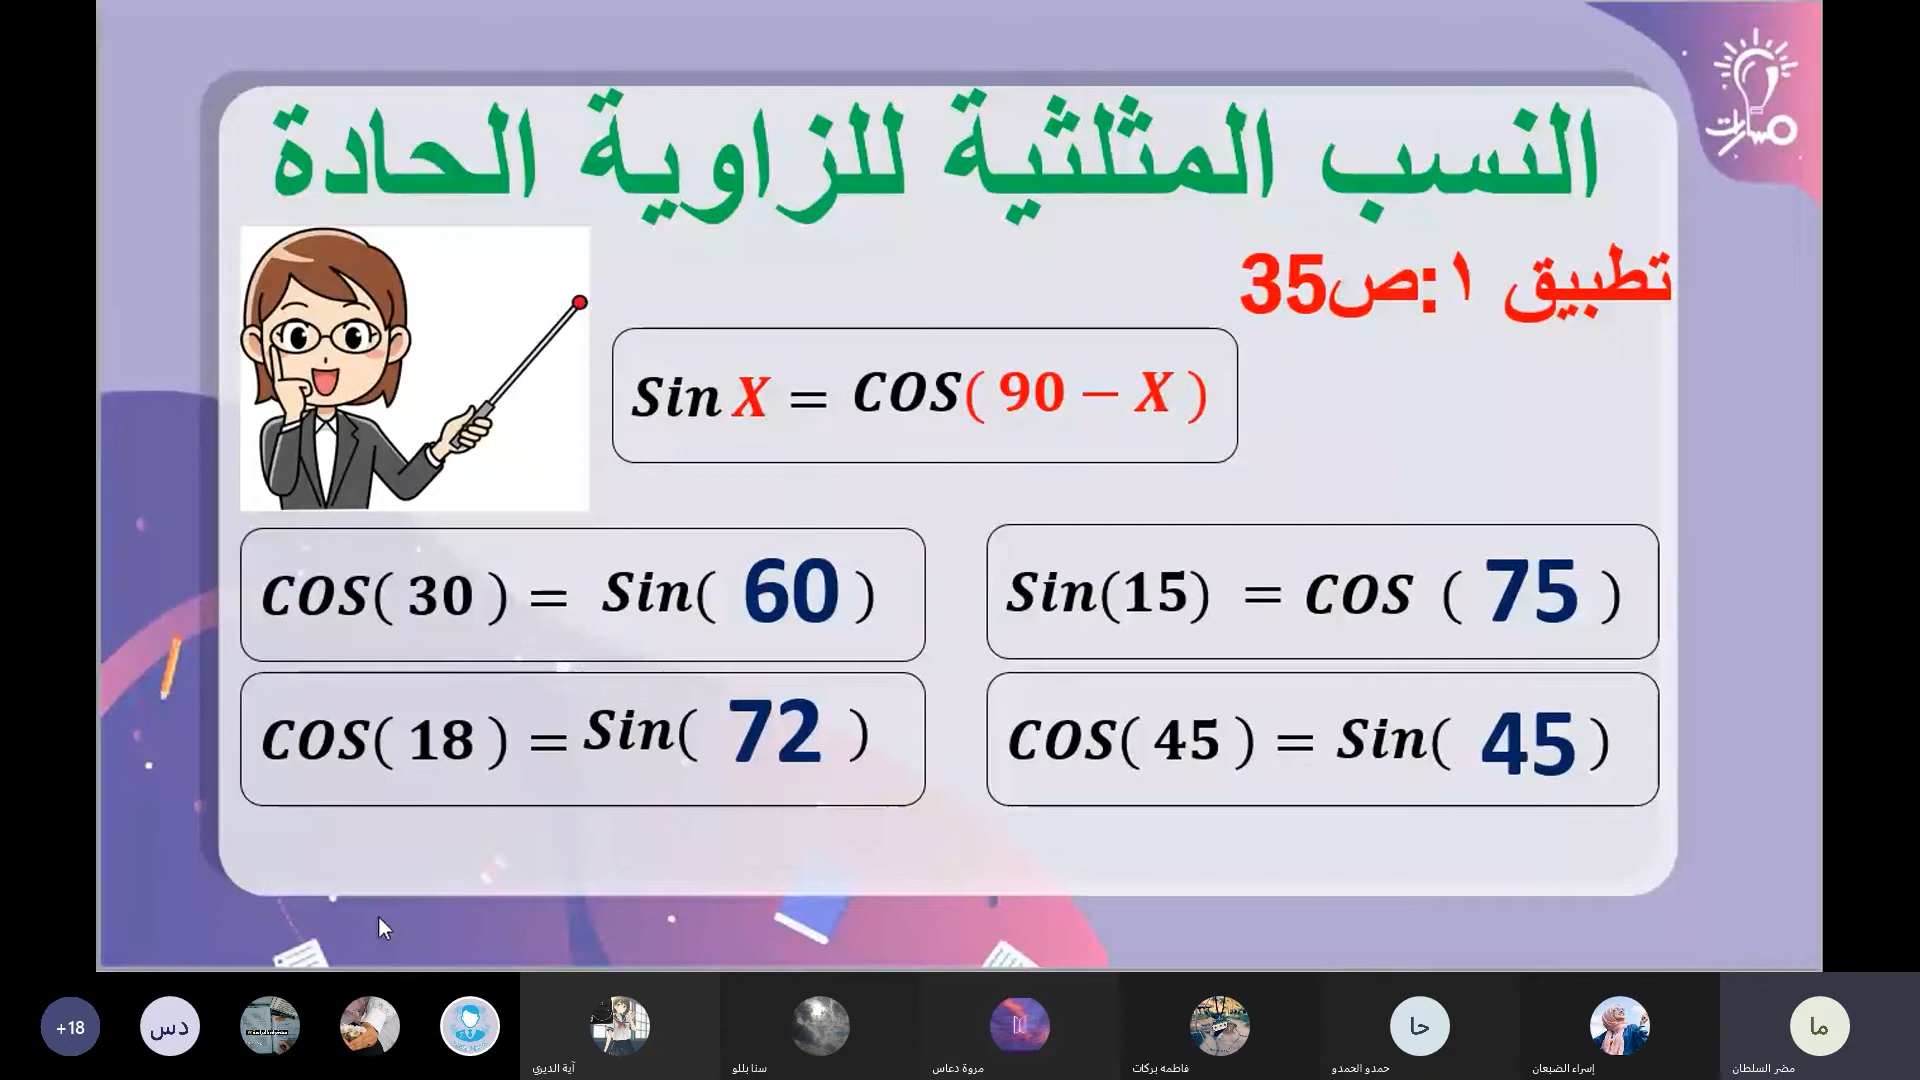 مسارات
النسب المثلثية للزاوية الحادة
تطبيق ١:ص35
Sin X = COS( 90 − X )
COS( 30 ) = Sin( 60 )
Sin(15) = COS ( 75 )
COS( 18 ) = Sin( 72 )
COS( 45 ) = Sin( 45 )
+18
دس
حا
ما
آية الديري
سنا بللو
مروة دعاس
فاطمه بركات
حمدو الحمدو
إسراء الضبعان
مضر السلطان